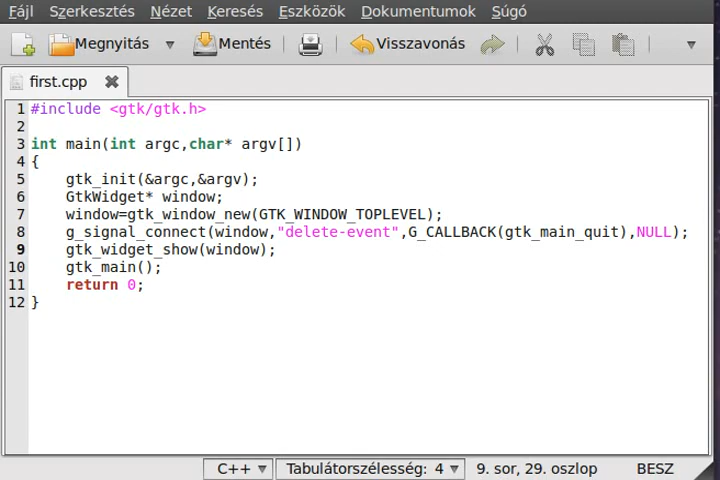 Fájl Szerkesztés Nézet Keresés Eszközök Dokumentumok Súgó
Megnyitás Mentés Visszavonás
first.cpp
1 #include <gtk/gtk.h>
2
3 int main(int argc,char* argv[])
4 {
5     gtk_init(&argc,&argv);
6     GtkWidget* window;
7     window=gtk_window_new(GTK_WINDOW_TOPLEVEL);
8     g_signal_connect(window,"delete-event",G_CALLBACK(gtk_main_quit),NULL);
9     gtk_widget_show(window);
10     gtk_main();
11     return 0;
12 }
C++ Tabulátorszélesség: 4 9. sor, 29. oszlop BESZ